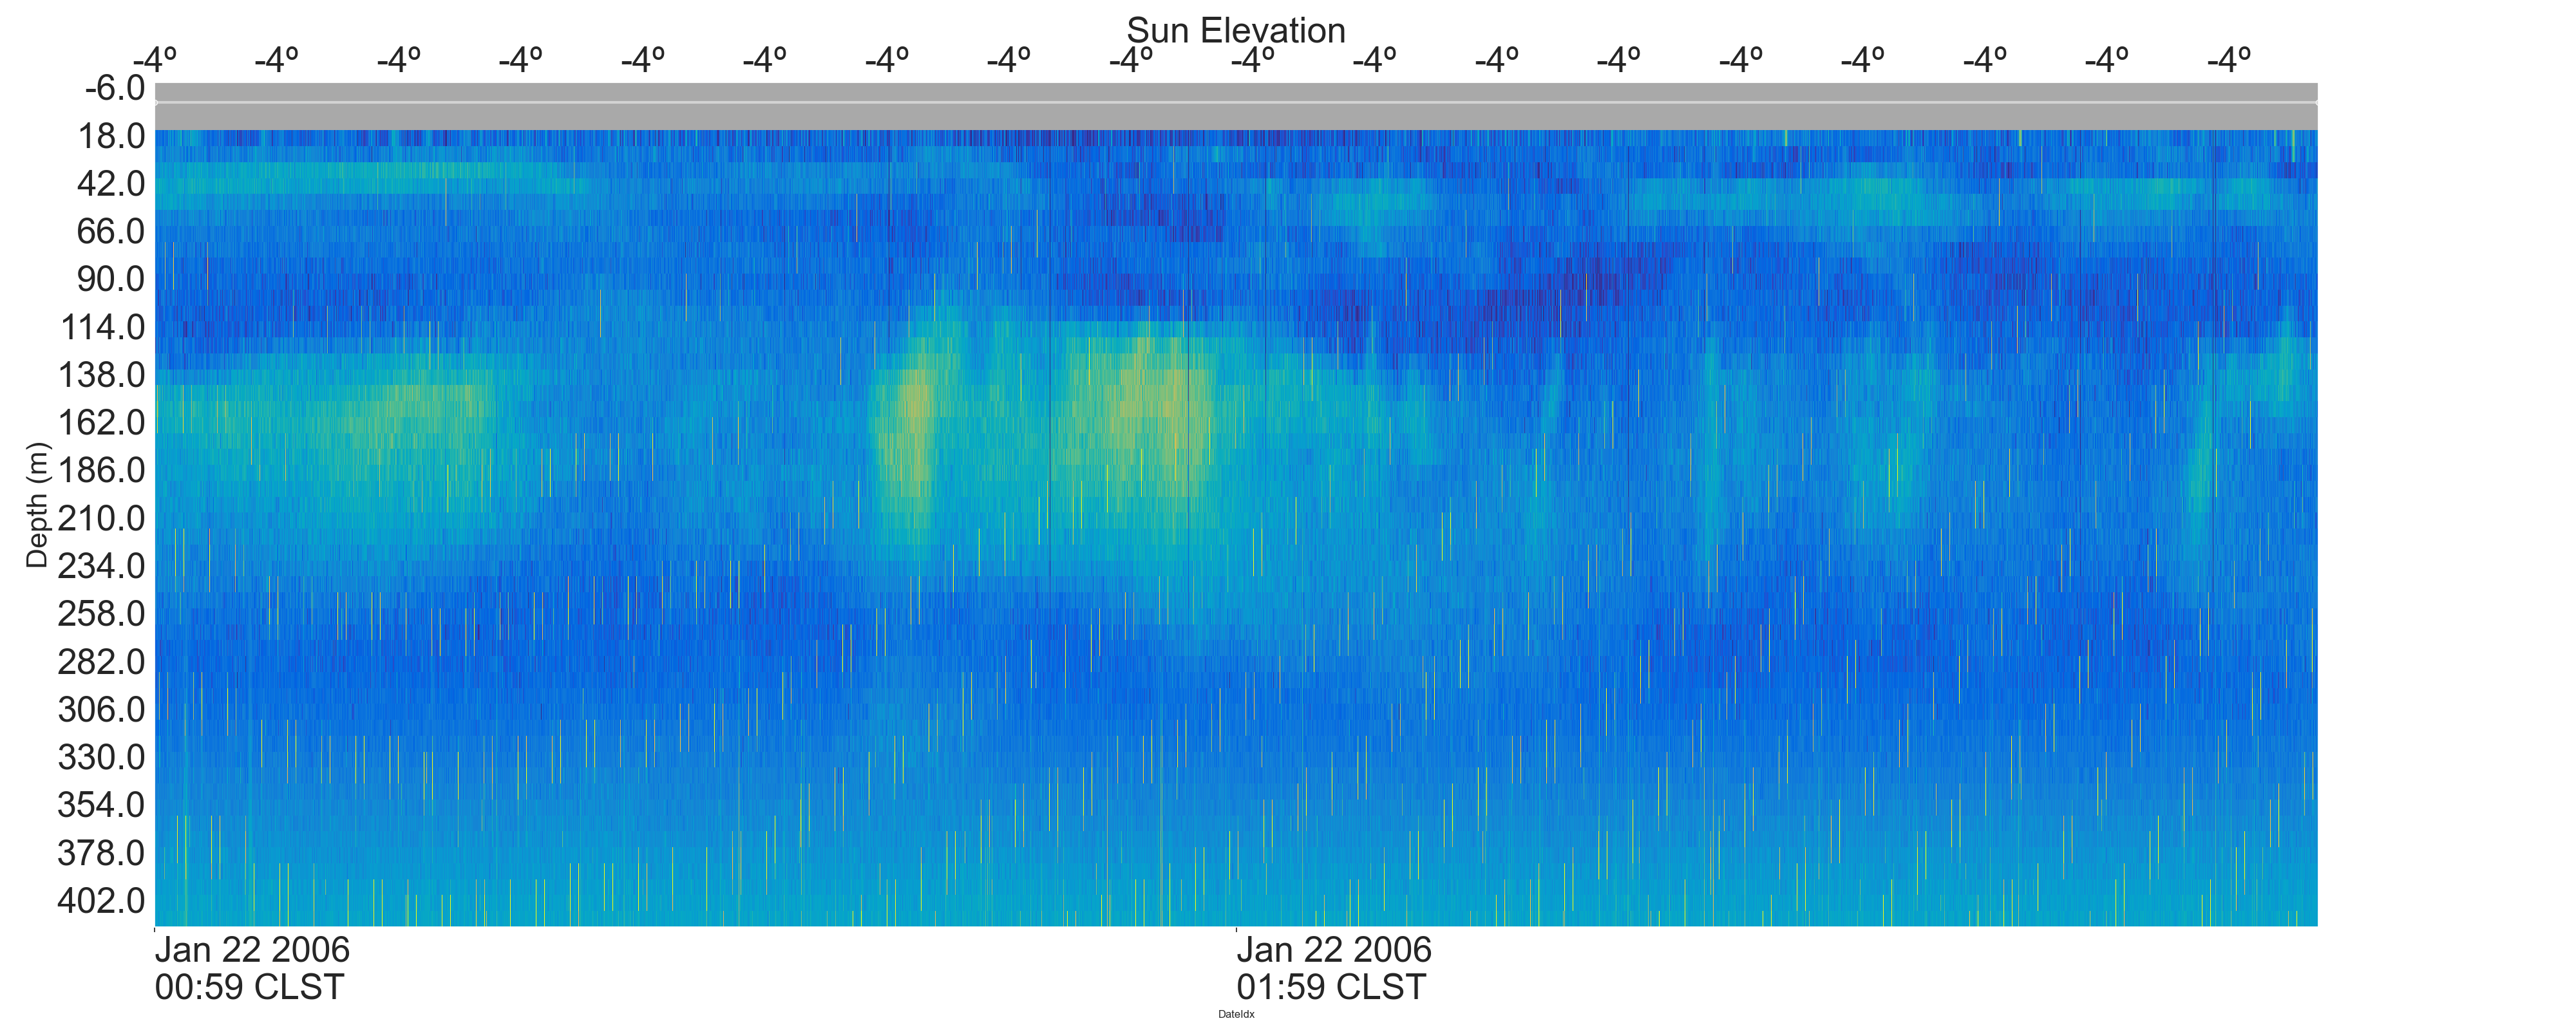 Sun Elevation
-4º -4º -4º -4º -4º -4º -4º -4º -4º -4º -4º -4º -4º -4º -4º -4º -4º -4º
-6.0
18.0
42.0
66.0
90.0
114.0
138.0
162.0
186.0
210.0
234.0
258.0
282.0
306.0
330.0
354.0
378.0
402.0
Depth (m)
Jan 22 2006
00:59 CLST
Jan 22 2006
01:59 CLST
DateIdx